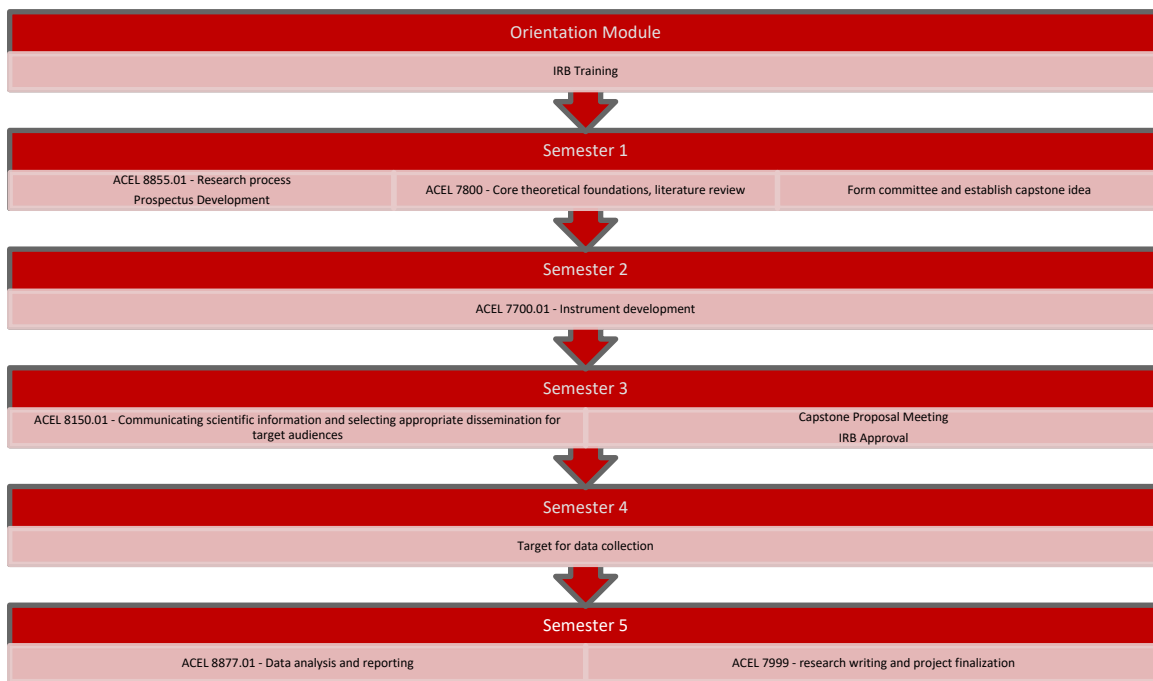 Orientation Module
IRB Training
Semester 1
ACEL 8855.01 - Research process
Prospectus Development
ACEL 7800 - Core theoretical foundations, literature review
Form committee and establish capstone idea
Semester 2
ACEL 7700.01 - Instrument development
Semester 3
ACEL 8150.01 - Communicating scientific information and selecting appropriate dissemination for
target audiences
Capstone Proposal Meeting
IRB Approval
Semester 4
Target for data collection
Semester 5
ACEL 8877.01 - Data analysis and reporting
ACEL 7999 - research writing and project finalization